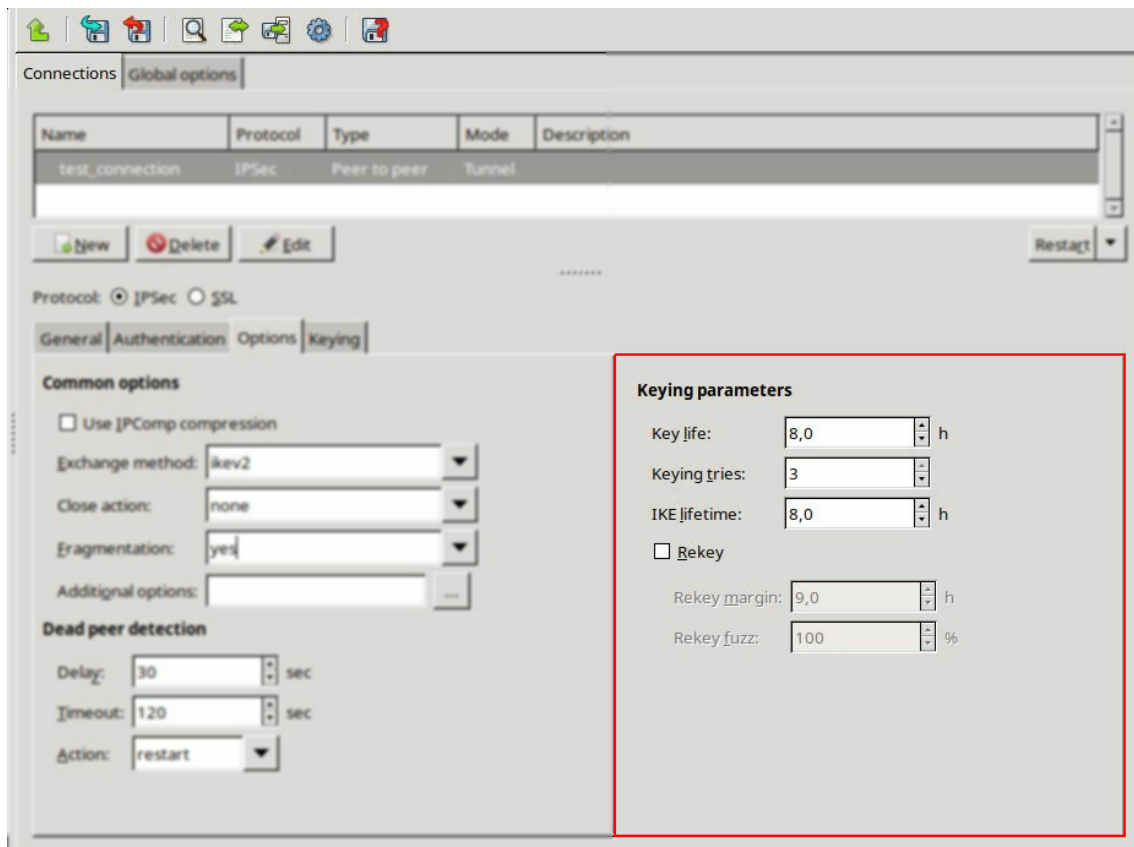 Connections Global options
Name Protocol Type Mode Description
test_connection IPSec Peer to peer Tunnel
New Delete Edit Restart
Protocol: IPSec SSL
General Authentication Options Keying
Common options
Use IPComp compression
Exchange method: ikev2
Close action: none
Fragmentation: yes
Additional options: ...
Dead peer detection
Delay: 30 sec
Timeout: 120 sec
Action: restart
Keying parameters
Key life: 8,0 h
Keying tries: 3
IKE lifetime: 8,0 h
Rekey
Rekey margin: 9,0 h
Rekey fuzz: 100 %